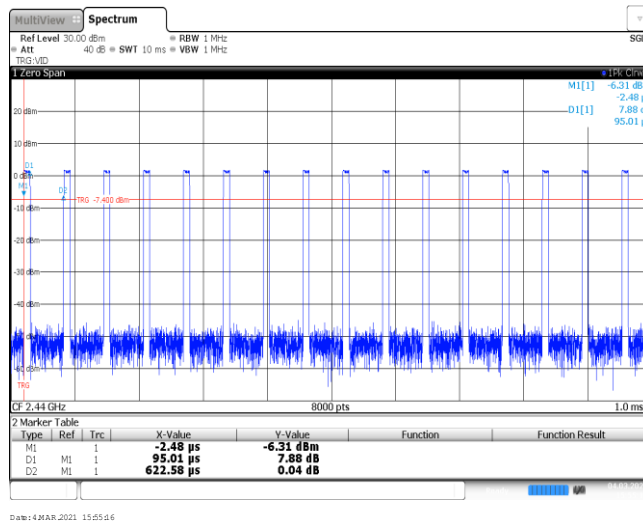 MultiView Spectrum
Ref Level 30.00 dBm RBW 1 MHz SGL
Att 40 dB SWT 10 ms VBW 1 MHz
TRG:VID
1 Zero Span 1Pk Clrw
M1[1] -6.31 dB
-2.48 µs
D1[1] 7.88 d
95.01 µ
20 dBm
10 dBm
D1
0 dBm
M1
D2
TRG -7.400 dBm
-10 dBm
-20 dBm
-30 dBm
-40 dBm
TRG
CF 2.44 GHz 8000 pts 1.0 ms
2 Marker Table
Type Ref Trc X-Value Y-Value Function Function Result
M1 1 -2.48 µs -6.31 dBm
D1 M1 1 95.01 µs 7.88 dB
D2 M1 1 622.58 µs 0.04 dB
Date: 4.MAR.2021 15:55:16